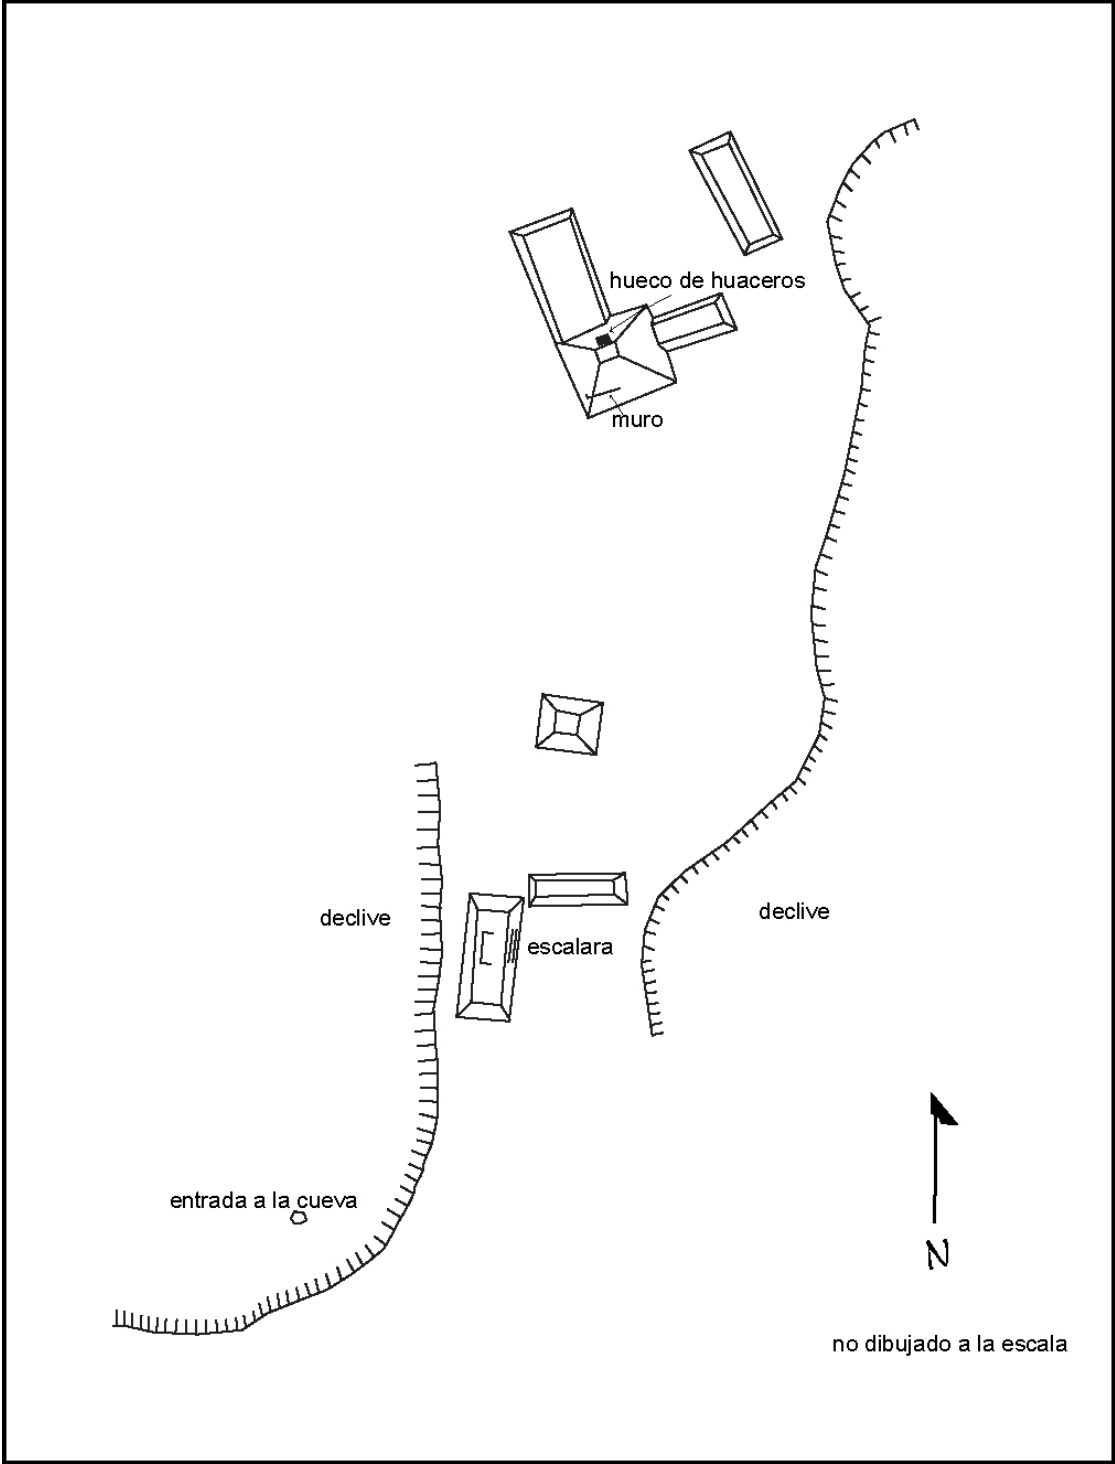 hueco de huaceros
muro
declive
declive
escalara
entrada a la cueva
N
no dibujado a la escala